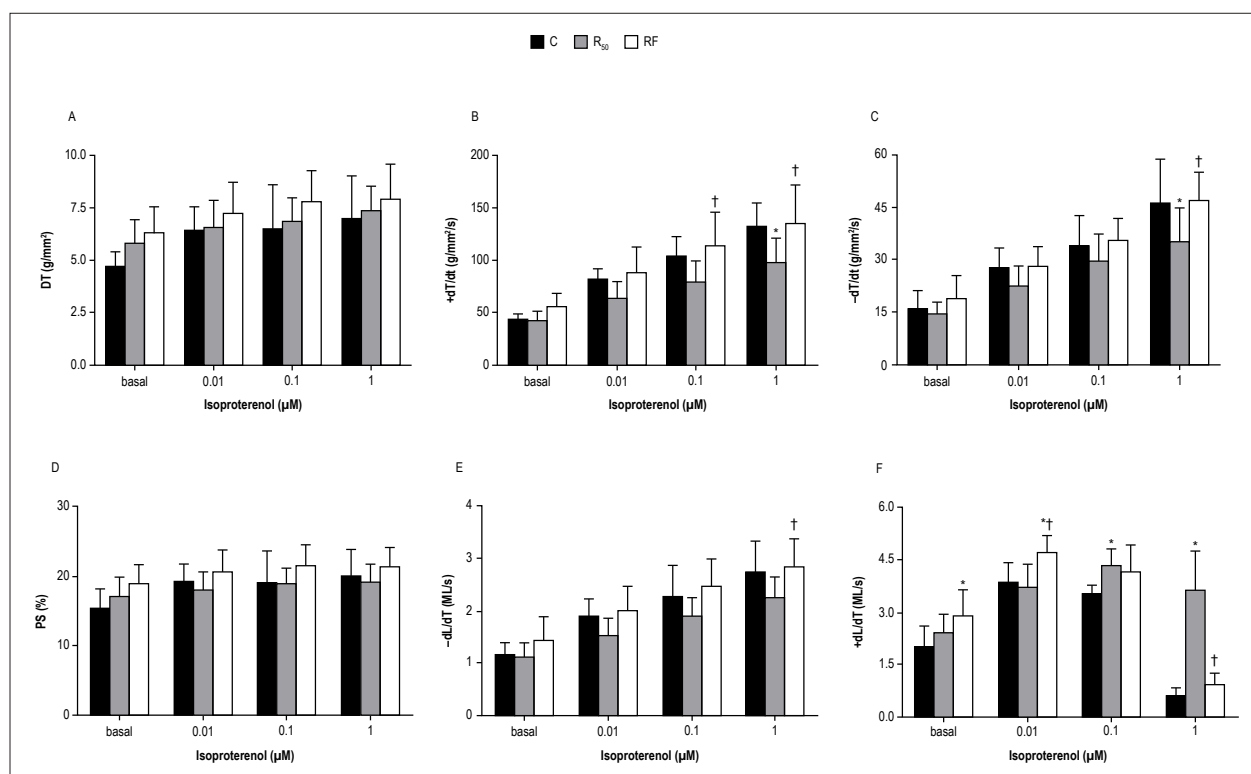 C R₅₀ RF
A
10.0
7.5
5.0
2.5
0.0
DT (g/mm²)
basal 0.01 0.1 1
Isoproterenol (µM)
B
200
150
100
50
0
+dT/dt (g/mm²/s)
† †
*
basal 0.01 0.1 1
Isoproterenol (µM)
C
60
45
30
15
0
–dT/dt (g/mm²/s)
†
*
basal 0.01 0.1 1
Isoproterenol (µM)
D
30
20
10
0
PS (%)
basal 0.01 0.1 1
Isoproterenol (µM)
E
4
3
2
1
0
–dL/dT (ML/s)
†
basal 0.01 0.1 1
Isoproterenol (µM)
F
6.0
4.5
3.0
1.5
0.0
+dL/dT (ML/s)
* *† * * †
basal 0.01 0.1 1
Isoproterenol (µM)